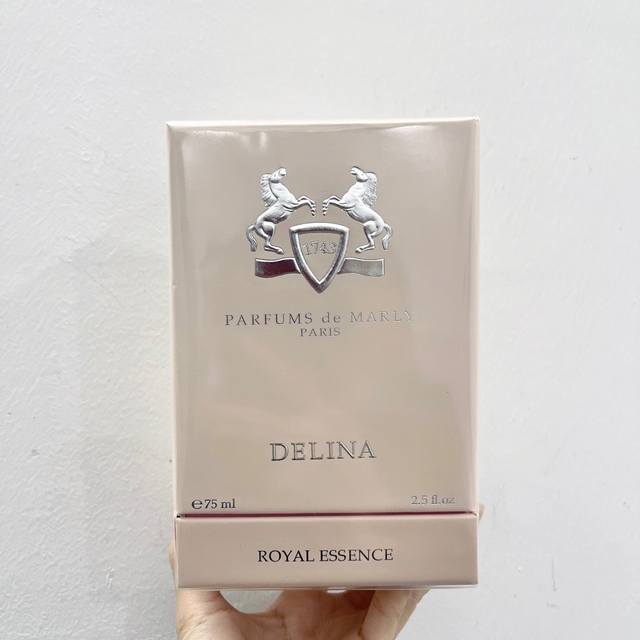 1743
PARFUMS de MARLY
PARIS
DELINA
℮75 ml 2.5 fl.oz
ROYAL ESSENCE